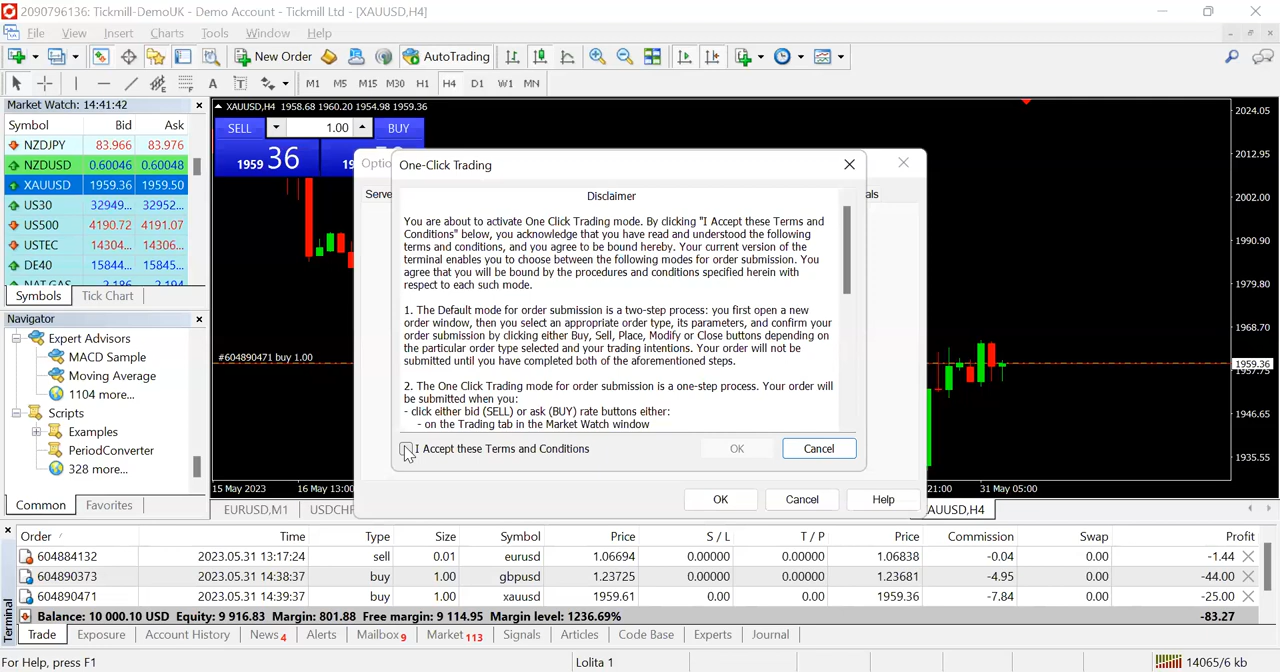 2090796136: Tickmill-DemoUK - Demo Account - Tickmill Ltd - [XAUUSD,H4]
File View Insert Charts Tools Window Help
New Order AutoTrading
A T M1 M5 M15 M30 H1 H4 D1 W1 MN
Market Watch: 14:41:42
Symbol Bid Ask
NZDJPY 83.966 83.976
NZDUSD 0.60046 0.60048
XAUUSD 1959.36 1959.50
US30 32949... 32952...
US500 4190.72 4191.07
USTEC 14304... 14306...
DE40 15844... 15845...
NAT.GAS 2.186 2.194
Symbols Tick Chart
Navigator
Expert Advisors
MACD Sample
Moving Average
1104 more...
Scripts
Examples
PeriodConverter
328 more...
Common Favorites
XAUUSD,H4 1958.68 1960.20 1954.98 1959.36
SELL 1.00 BUY
1959 36
#604890471 buy 1.00
One-Click Trading
Disclaimer
You are about to activate One Click Trading mode. By clicking "I Accept these Terms and
Conditions" below, you acknowledge that you have read and understood the following
terms and conditions, and you agree to be bound hereby. Your current version of the
terminal enables you to choose between the following modes for order submission. You
agree that you will be bound by the procedures and conditions specified herein with
respect to each such mode.
1. The Default mode for order submission is a two-step process: you first open a new
order window, then you select an appropriate order type, its parameters, and confirm your
order submission by clicking either Buy, Sell, Place, Modify or Close buttons depending on
the particular order type selected and your trading intentions. Your order will not be
submitted until you have completed both of the aforementioned steps.
2. The One Click Trading mode for order submission is a one-step process. Your order will
be submitted when you:
- click either bid (SELL) or ask (BUY) rate buttons either:
- on the Trading tab in the Market Watch window
I Accept these Terms and Conditions OK Cancel
OK Cancel Help
2024.05
2012.95
2002.00
1990.90
1979.80
1968.70
1959.36
1957.75
1946.65
1935.55
15 May 2023 16 May 13:00 21:00 31 May 05:00
EURUSD,M1 USDCHF XAUUSD,H4
Order Time Type Size Symbol Price S / L T / P Price Commission Swap Profit
604884132 2023.05.31 13:17:24 sell 0.01 eurusd 1.06694 0.00000 0.00000 1.06838 -0.04 0.00 -1.44
604890373 2023.05.31 14:38:37 buy 1.00 gbpusd 1.23725 0.00000 0.00000 1.23681 -4.95 0.00 -44.00
604890471 2023.05.31 14:39:37 buy 1.00 xauusd 1959.61 0.00 0.00 1959.36 -7.84 0.00 -25.00
Balance: 10 000.10 USD Equity: 9 916.83 Margin: 801.88 Free margin: 9 114.95 Margin level: 1236.69% -83.27
Trade Exposure Account History News 4 Alerts Mailbox 9 Market 113 Signals Articles Code Base Experts Journal
Terminal
For Help, press F1 Lolita 1 14065/6 kb